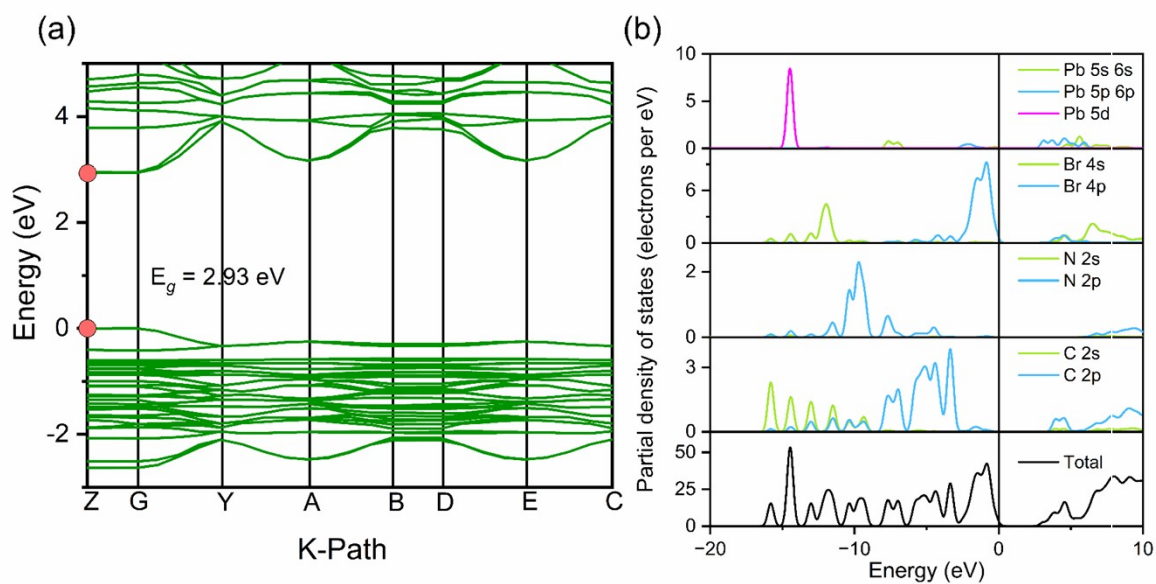 (a)
Energy (eV)
4
2
0
-2
E_g = 2.93 eV
Z G Y A B D E C
K-Path
(b)
Partial density of states (electrons per eV)
10
5
0
Pb 5s 6s
Pb 5p 6p
Pb 5d
6
0
Br 4s
Br 4p
2
0
N 2s
N 2p
3
0
C 2s
C 2p
50
25
0
Total
−20 −10 0 10
Energy (eV)